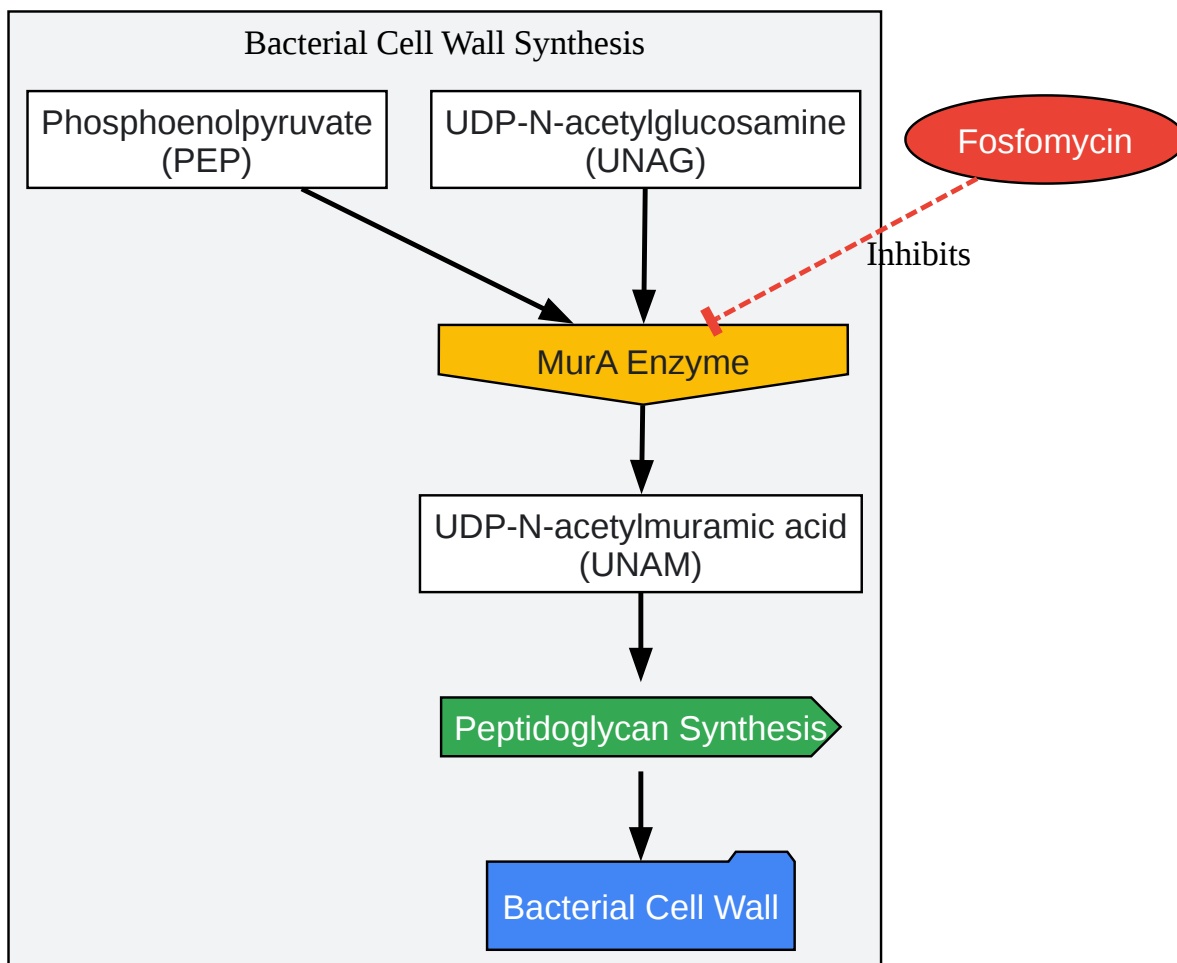 Bacterial Cell Wall Synthesis
Phosphoenolpyruvate
(PEP)
UDP-N-acetylglucosamine
(UNAG)
Fosfomycin
Inhibits
MurA Enzyme
UDP-N-acetylmuramic acid
(UNAM)
Peptidoglycan Synthesis
Bacterial Cell Wall